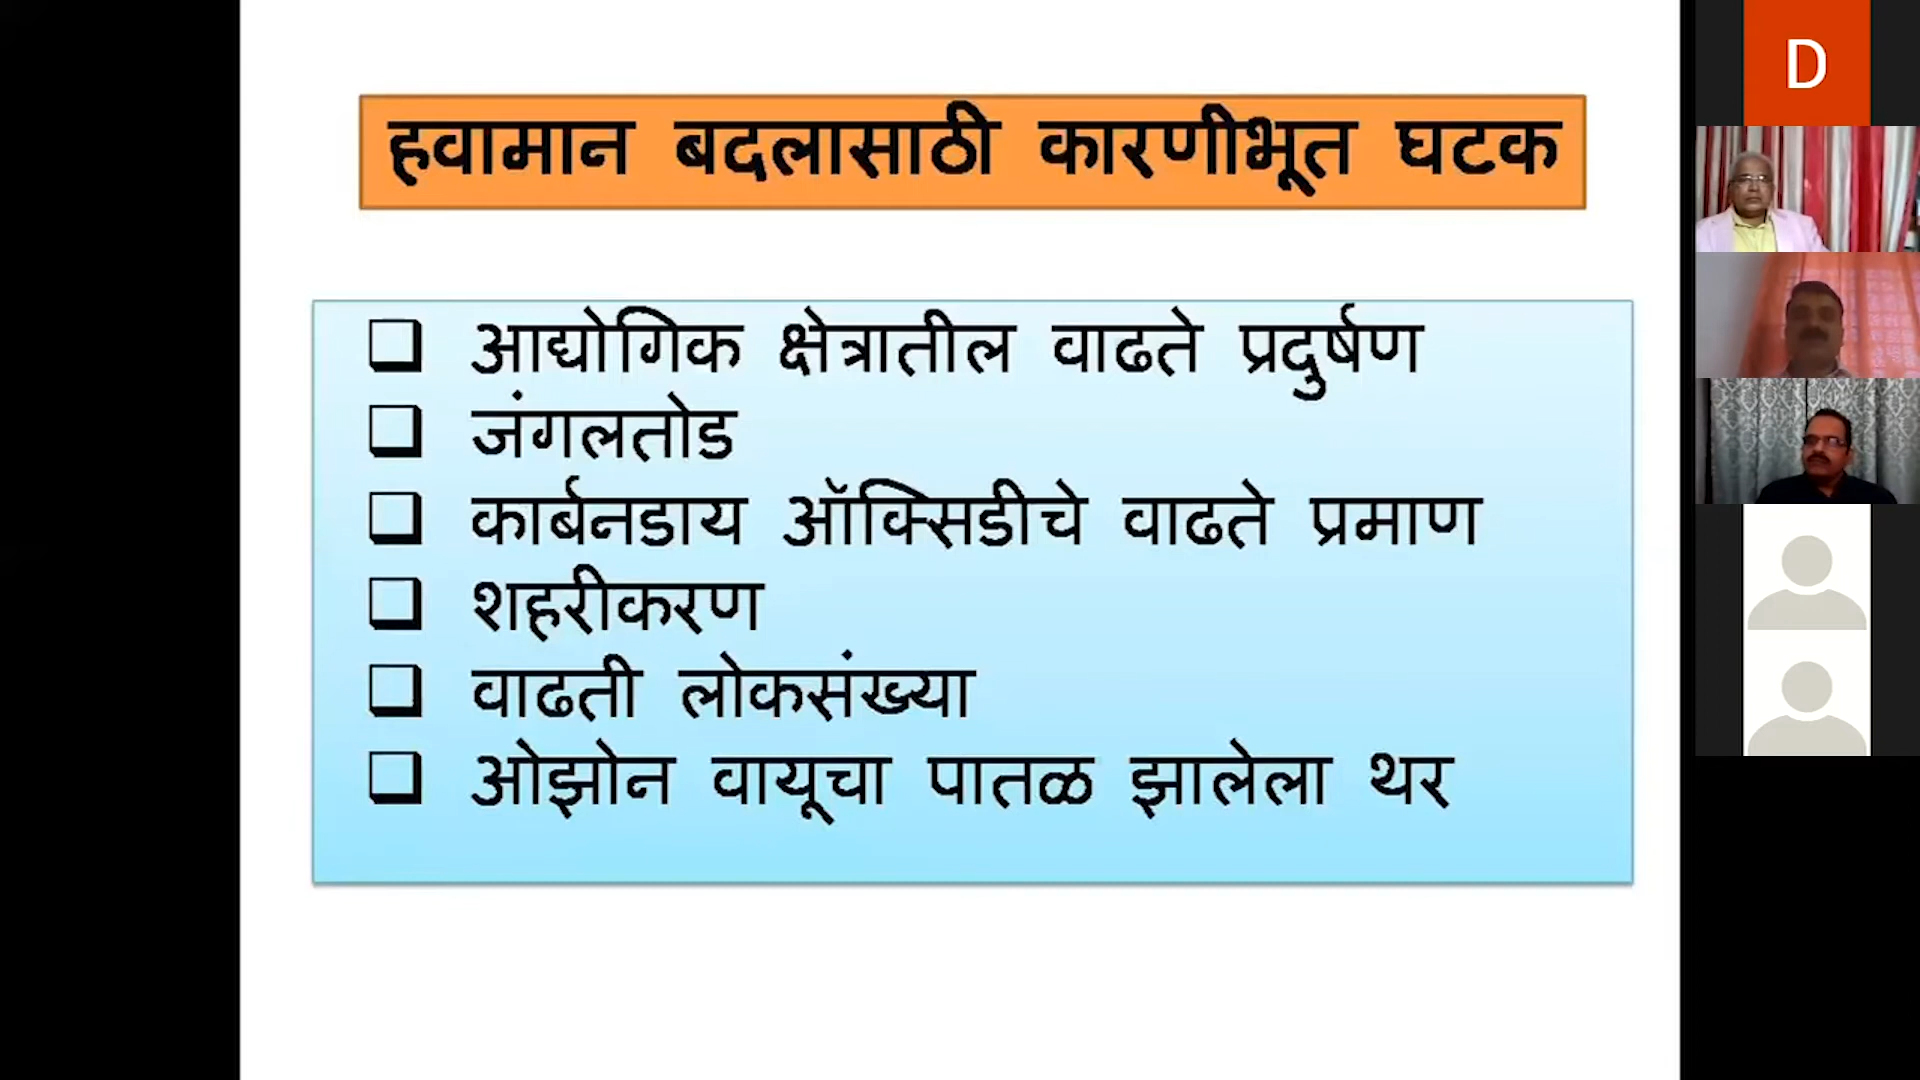 हवामान बदलासाठी कारणीभूत घटक
आद्योगिक क्षेत्रातील वाढते प्रदुर्षण
जंगलतोड
कार्बनडाय ऑक्सिडीचे वाढते प्रमाण
शहरीकरण
वाढती लोकसंख्या
ओझोन वायूचा पातळ झालेला थर
D